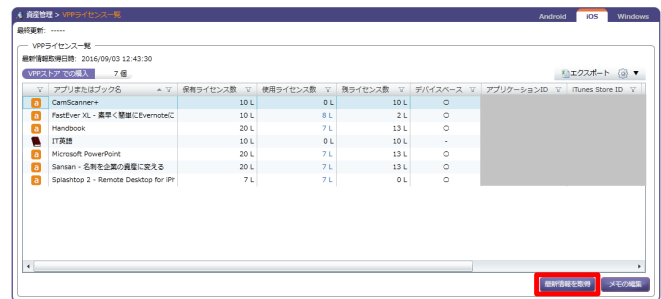 資産管理 > VPPライセンス一覧
Android iOS Windows
最終更新: -----
VPPライセンス一覧
最新情報取得日時: 2016/09/03 12:43:30
VPPストア での購入 7 個
エクスポート
アプリまたはブック名 保有ライセンス数 使用ライセンス数 残ライセンス数 デバイスベース アプリケーションID iTunes Store ID
CamScanner+ 10 L 0 L 10 L ○
FastEver XL - 素早く簡単にEvernoteに 10 L 8 L 2 L ○
Handbook 20 L 7 L 13 L ○
IT英語 10 L 0 L 10 L -
Microsoft PowerPoint 20 L 7 L 13 L ○
Sansan - 名刺を企業の資産に変える 20 L 7 L 13 L ○
Splashtop 2 - Remote Desktop for iPh 7 L 7 L 0 L ○
最新情報を取得 メモの編集